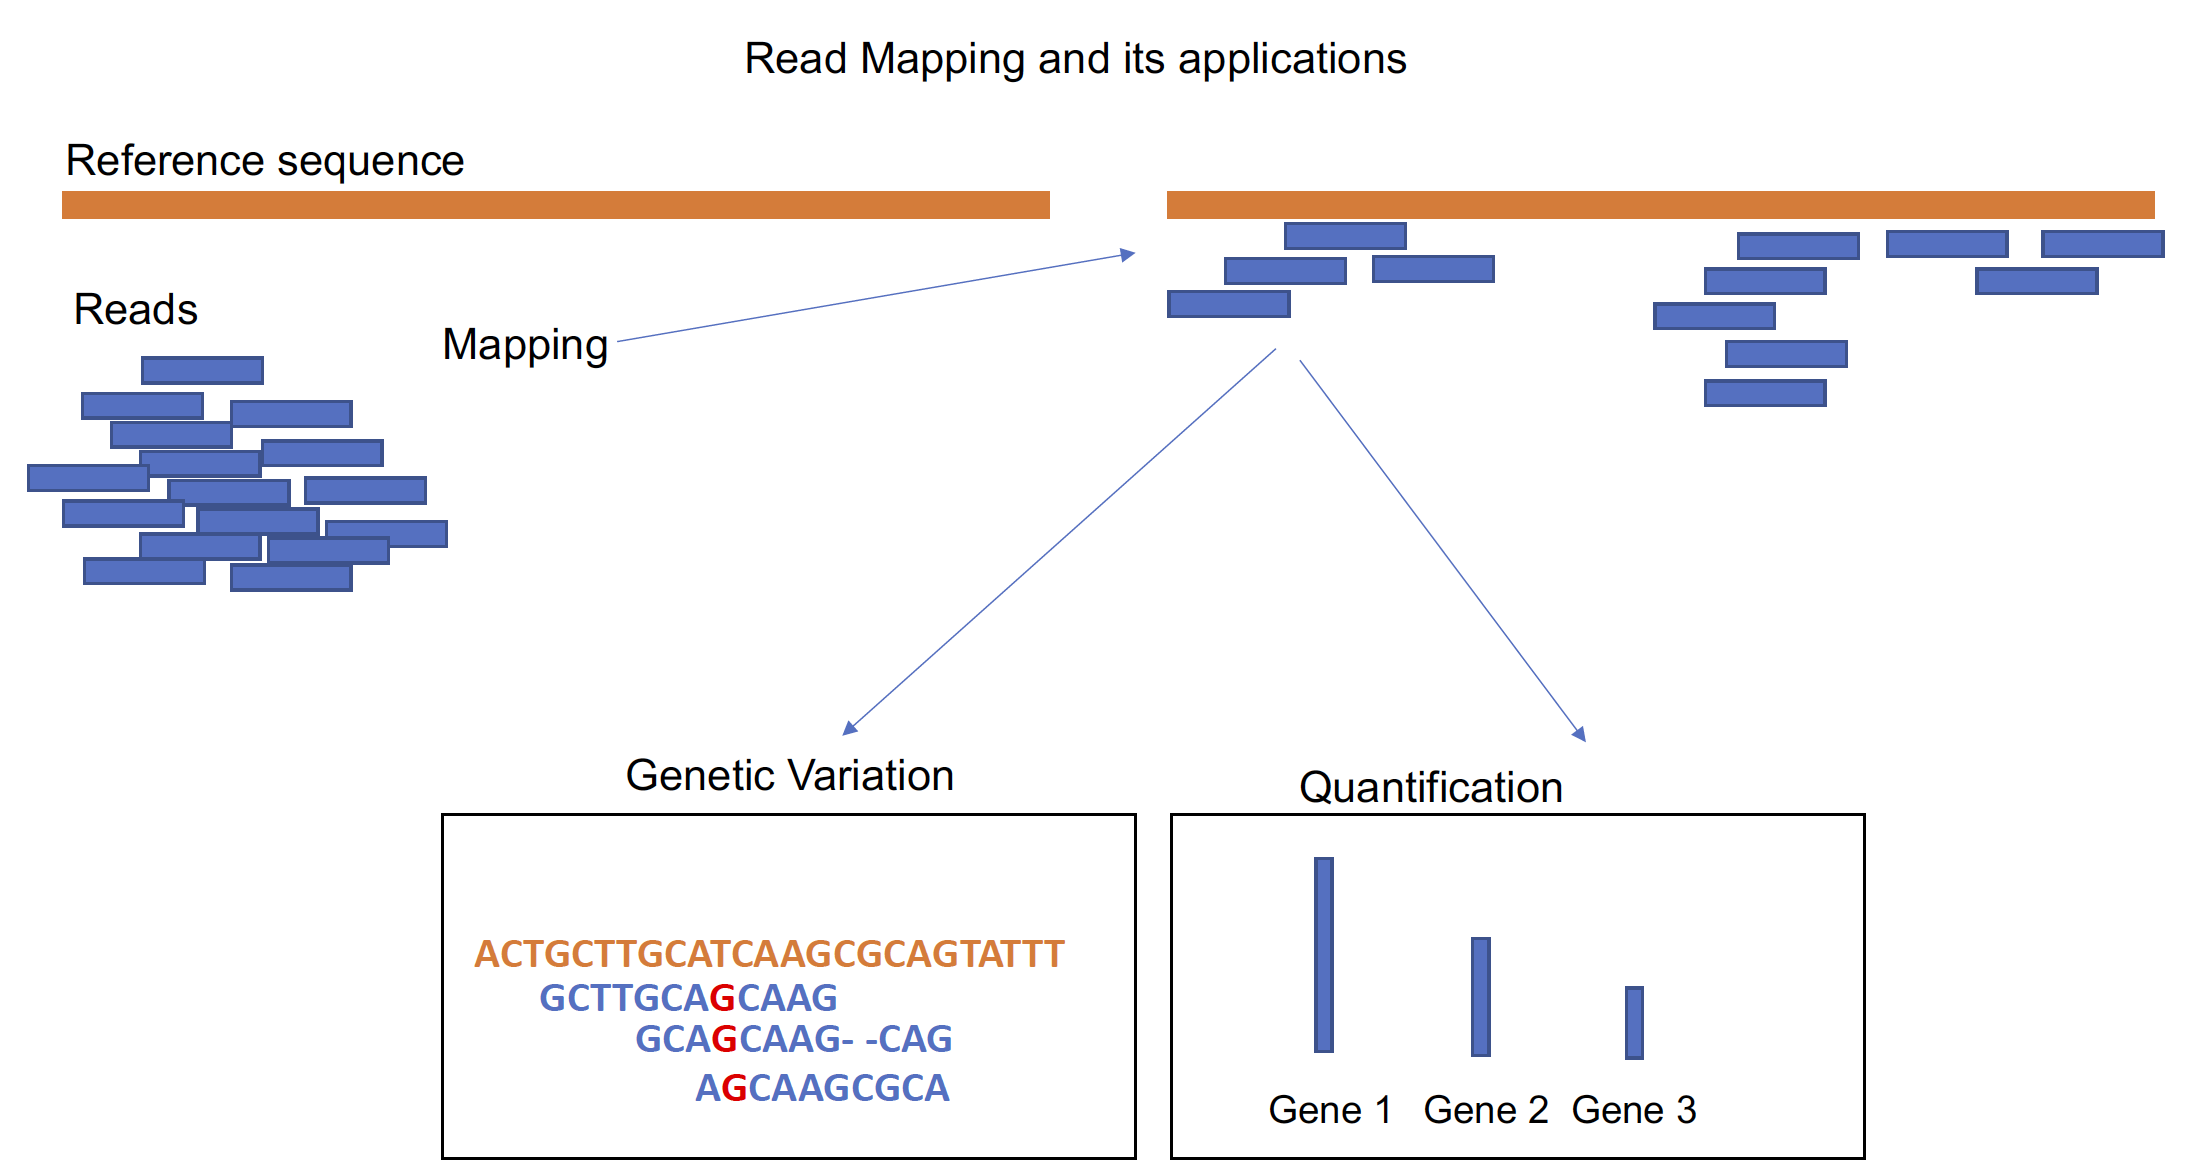 Read Mapping and its applications
Reference sequence
Reads
Mapping
Genetic Variation
Quantification
ACTGCTTGCATCAAGCGCAGTATTT
GCTTGCAGCAAG
GCAGCAAG- -CAG
AGCAAGCGCA
Gene 1 Gene 2 Gene 3